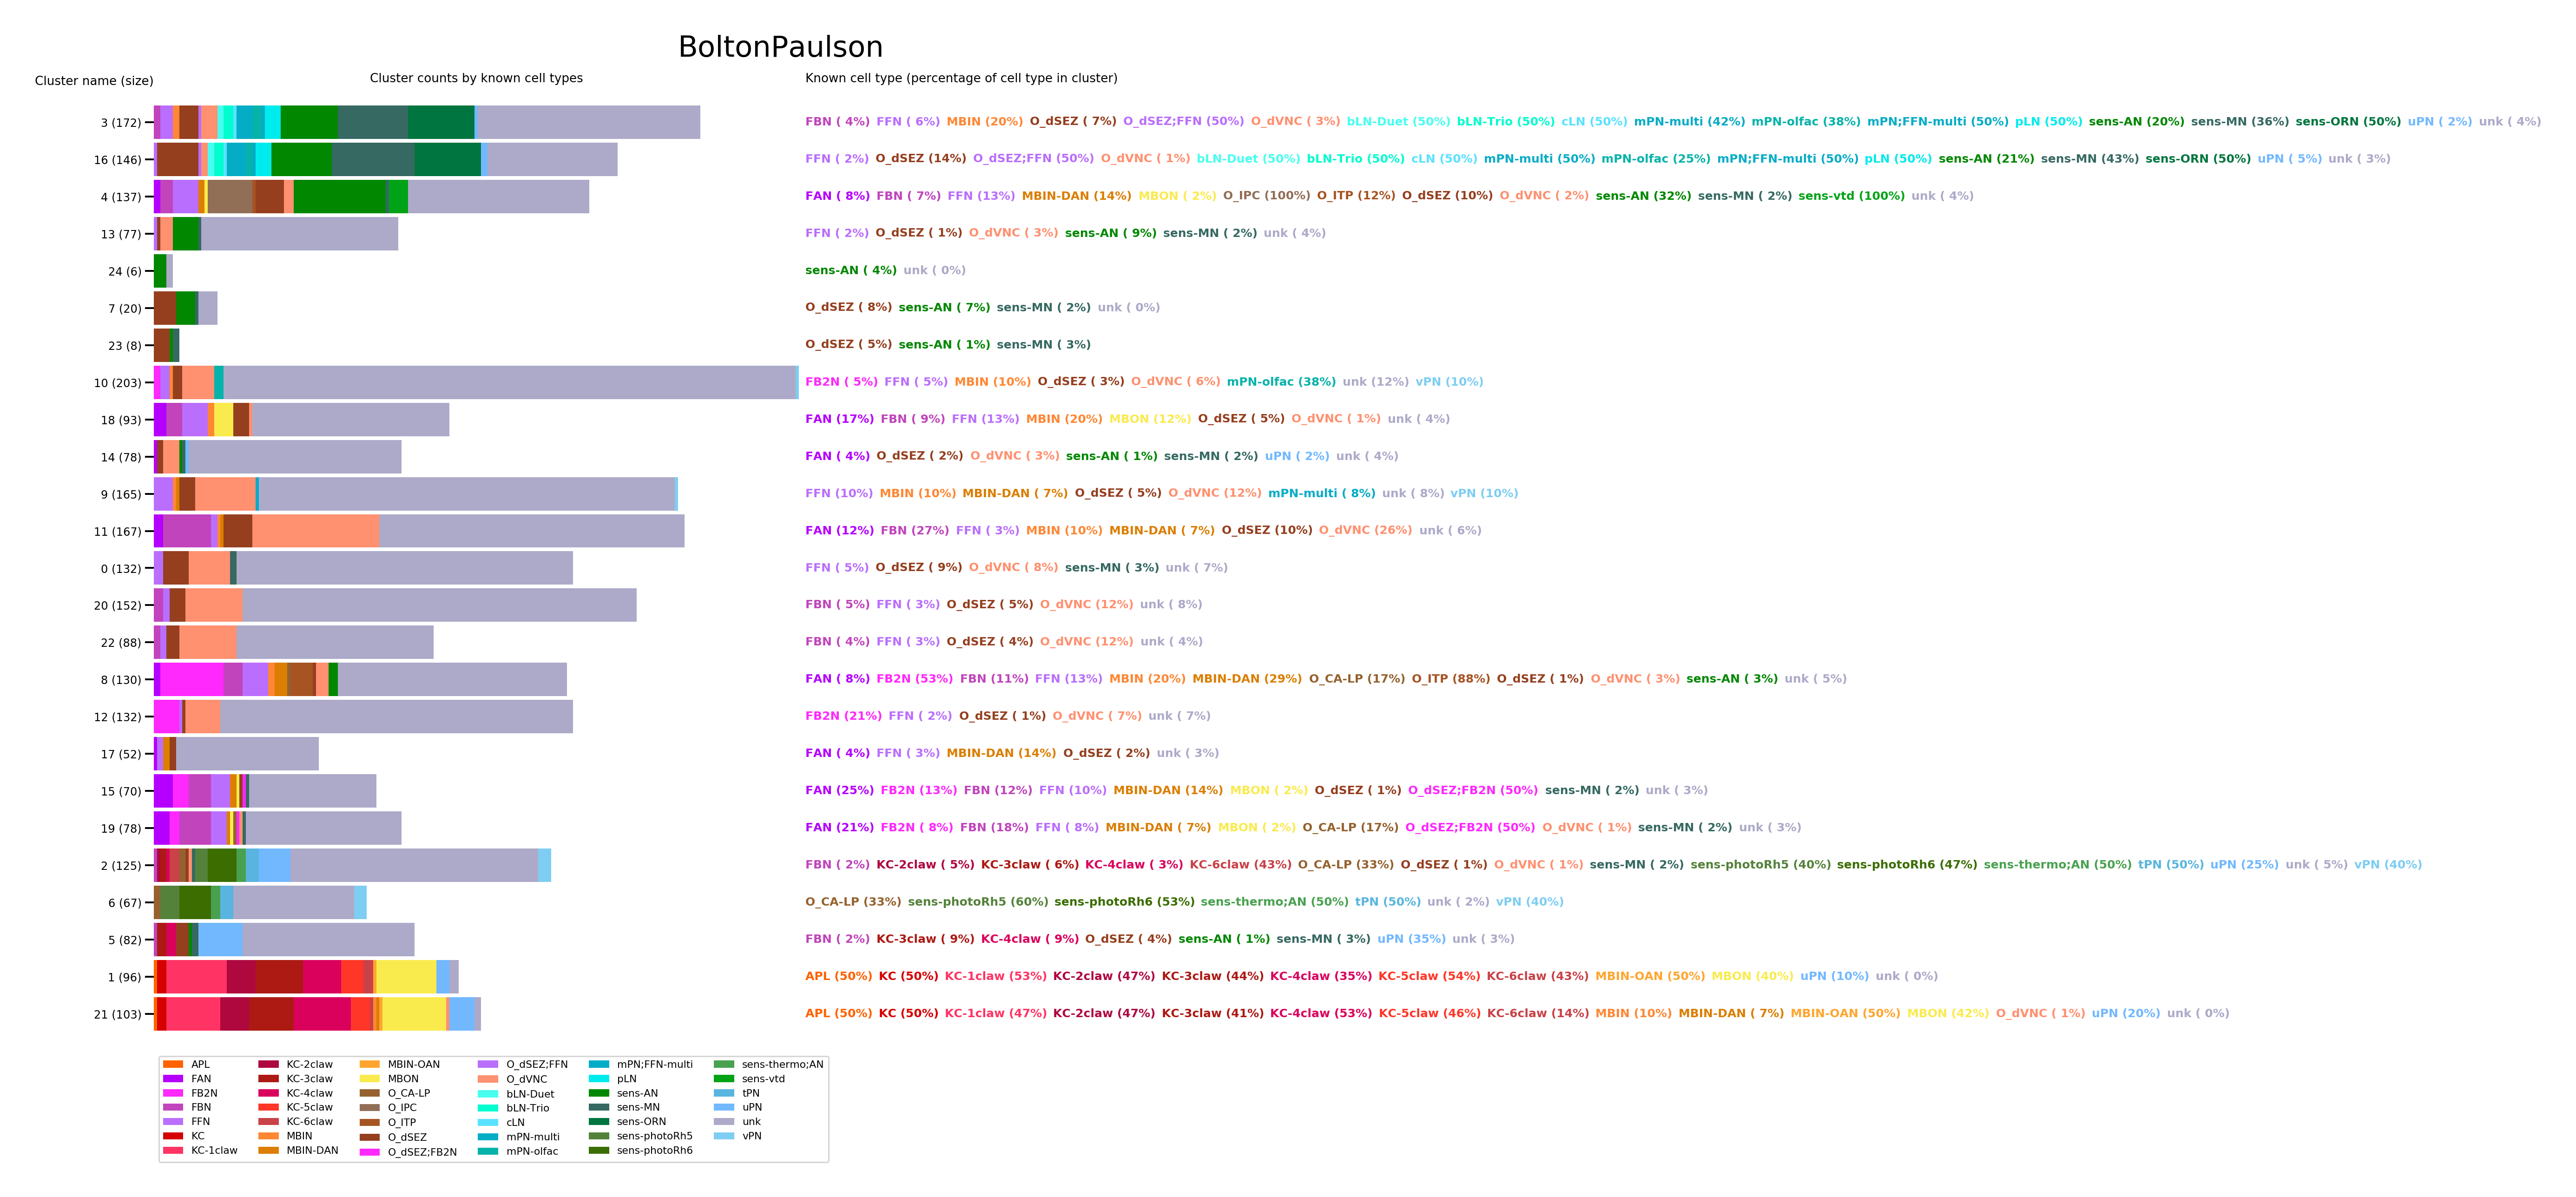 BoltonPaulson
Cluster name (size) Cluster counts by known cell types Known cell type (percentage of cell type in cluster)
3 (172) FBN ( 4%) FFN ( 6%) MBIN (20%) O_dSEZ ( 7%) O_dSEZ;FFN (50%) O_dVNC ( 3%) bLN-Duet (50%) bLN-Trio (50%) cLN (50%) mPN-multi (42%) mPN-olfac (38%) mPN;FFN-multi (50%) pLN (50%) sens-AN (20%) sens-MN (36%) sens-ORN (50%) uPN ( 2%) unk ( 4%)
16 (146) FFN ( 2%) O_dSEZ (14%) O_dSEZ;FFN (50%) O_dVNC ( 1%) bLN-Duet (50%) bLN-Trio (50%) cLN (50%) mPN-multi (50%) mPN-olfac (25%) mPN;FFN-multi (50%) pLN (50%) sens-AN (21%) sens-MN (43%) sens-ORN (50%) uPN ( 5%) unk ( 3%)
4 (137) FAN ( 8%) FBN ( 7%) FFN (13%) MBIN-DAN (14%) MBON ( 2%) O_IPC (100%) O_ITP (12%) O_dSEZ (10%) O_dVNC ( 2%) sens-AN (32%) sens-MN ( 2%) sens-vtd (100%) unk ( 4%)
13 (77) FFN ( 2%) O_dSEZ ( 1%) O_dVNC ( 3%) sens-AN ( 9%) sens-MN ( 2%) unk ( 4%)
24 (6) sens-AN ( 4%) unk ( 0%)
7 (20) O_dSEZ ( 8%) sens-AN ( 7%) sens-MN ( 2%) unk ( 0%)
23 (8) O_dSEZ ( 5%) sens-AN ( 1%) sens-MN ( 3%)
10 (203) FB2N ( 5%) FFN ( 5%) MBIN (10%) O_dSEZ ( 3%) O_dVNC ( 6%) mPN-olfac (38%) unk (12%) vPN (10%)
18 (93) FAN (17%) FBN ( 9%) FFN (13%) MBIN (20%) MBON (12%) O_dSEZ ( 5%) O_dVNC ( 1%) unk ( 4%)
14 (78) FAN ( 4%) O_dSEZ ( 2%) O_dVNC ( 3%) sens-AN ( 1%) sens-MN ( 2%) uPN ( 2%) unk ( 4%)
9 (165) FFN (10%) MBIN (10%) MBIN-DAN ( 7%) O_dSEZ ( 5%) O_dVNC (12%) mPN-multi ( 8%) unk ( 8%) vPN (10%)
11 (167) FAN (12%) FBN (27%) FFN ( 3%) MBIN (10%) MBIN-DAN ( 7%) O_dSEZ (10%) O_dVNC (26%) unk ( 6%)
0 (132) FFN ( 5%) O_dSEZ ( 9%) O_dVNC ( 8%) sens-MN ( 3%) unk ( 7%)
20 (152) FBN ( 5%) FFN ( 3%) O_dSEZ ( 5%) O_dVNC (12%) unk ( 8%)
22 (88) FBN ( 4%) FFN ( 3%) O_dSEZ ( 4%) O_dVNC (12%) unk ( 4%)
8 (130) FAN ( 8%) FB2N (53%) FBN (11%) FFN (13%) MBIN (20%) MBIN-DAN (29%) O_CA-LP (17%) O_ITP (88%) O_dSEZ ( 1%) O_dVNC ( 3%) sens-AN ( 3%) unk ( 5%)
12 (132) FB2N (21%) FFN ( 2%) O_dSEZ ( 1%) O_dVNC ( 7%) unk ( 7%)
17 (52) FAN ( 4%) FFN ( 3%) MBIN-DAN (14%) O_dSEZ ( 2%) unk ( 3%)
15 (70) FAN (25%) FB2N (13%) FBN (12%) FFN (10%) MBIN-DAN (14%) MBON ( 2%) O_dSEZ ( 1%) O_dSEZ;FB2N (50%) sens-MN ( 2%) unk ( 3%)
19 (78) FAN (21%) FB2N ( 8%) FBN (18%) FFN ( 8%) MBIN-DAN ( 7%) MBON ( 2%) O_CA-LP (17%) O_dSEZ;FB2N (50%) O_dVNC ( 1%) sens-MN ( 2%) unk ( 3%)
2 (125) FBN ( 2%) KC-2claw ( 5%) KC-3claw ( 6%) KC-4claw ( 3%) KC-6claw (43%) O_CA-LP (33%) O_dSEZ ( 1%) O_dVNC ( 1%) sens-MN ( 2%) sens-photoRh5 (40%) sens-photoRh6 (47%) sens-thermo;AN (50%) tPN (50%) uPN (25%) unk ( 5%) vPN (40%)
6 (67) O_CA-LP (33%) sens-photoRh5 (60%) sens-photoRh6 (53%) sens-thermo;AN (50%) tPN (50%) unk ( 2%) vPN (40%)
5 (82) FBN ( 2%) KC-3claw ( 9%) KC-4claw ( 9%) O_dSEZ ( 4%) sens-AN ( 1%) sens-MN ( 3%) uPN (35%) unk ( 3%)
1 (96) APL (50%) KC (50%) KC-1claw (53%) KC-2claw (47%) KC-3claw (44%) KC-4claw (35%) KC-5claw (54%) KC-6claw (43%) MBIN-OAN (50%) MBON (40%) uPN (10%) unk ( 0%)
21 (103) APL (50%) KC (50%) KC-1claw (47%) KC-2claw (47%) KC-3claw (41%) KC-4claw (53%) KC-5claw (46%) KC-6claw (14%) MBIN (10%) MBIN-DAN ( 7%) MBIN-OAN (50%) MBON (42%) O_dVNC ( 1%) uPN (20%) unk ( 0%)
APL KC-2claw MBIN-OAN O_dSEZ;FFN mPN;FFN-multi sens-thermo;AN
FAN KC-3claw MBON O_dVNC pLN sens-vtd
FB2N KC-4claw O_CA-LP bLN-Duet sens-AN tPN
FBN KC-5claw O_IPC bLN-Trio sens-MN uPN
FFN KC-6claw O_ITP cLN sens-ORN unk
KC MBIN O_dSEZ mPN-multi sens-photoRh5 vPN
KC-1claw MBIN-DAN O_dSEZ;FB2N mPN-olfac sens-photoRh6